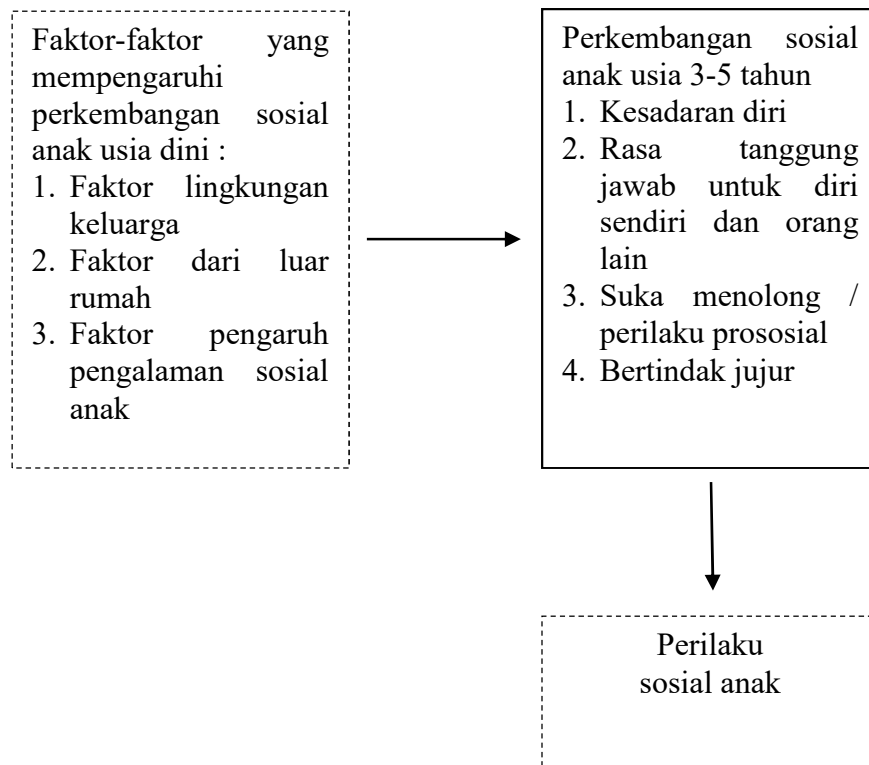 Faktor-faktor yang
mempengaruhi
perkembangan sosial
anak usia dini :
1. Faktor lingkungan
keluarga
2. Faktor dari luar
rumah
3. Faktor pengaruh
pengalaman sosial
anak
Perkembangan sosial
anak usia 3-5 tahun
1. Kesadaran diri
2. Rasa tanggung
jawab untuk diri
sendiri dan orang
lain
3. Suka menolong /
perilaku prososial
4. Bertindak jujur
Perilaku
sosial anak